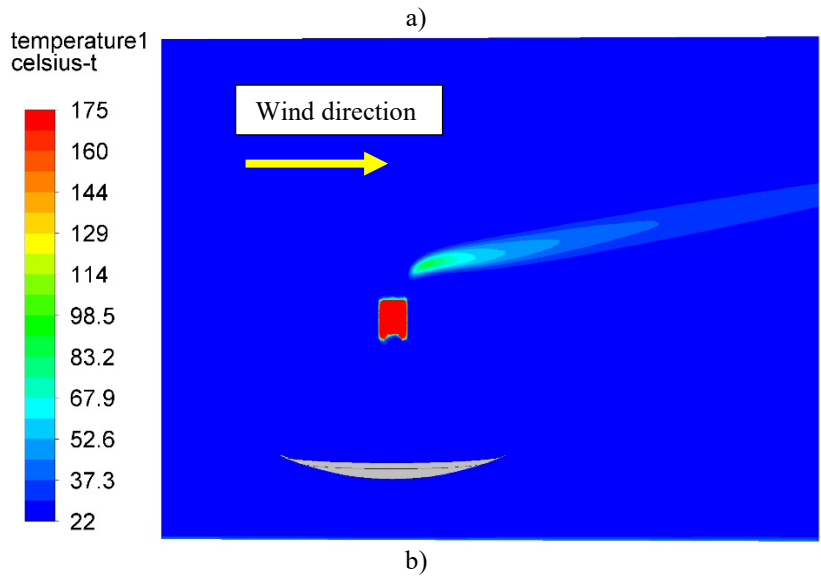 a)
temperature1
celsius-t
175
160
144
129
114
98.5
83.2
67.9
52.6
37.3
22
Wind direction
b)